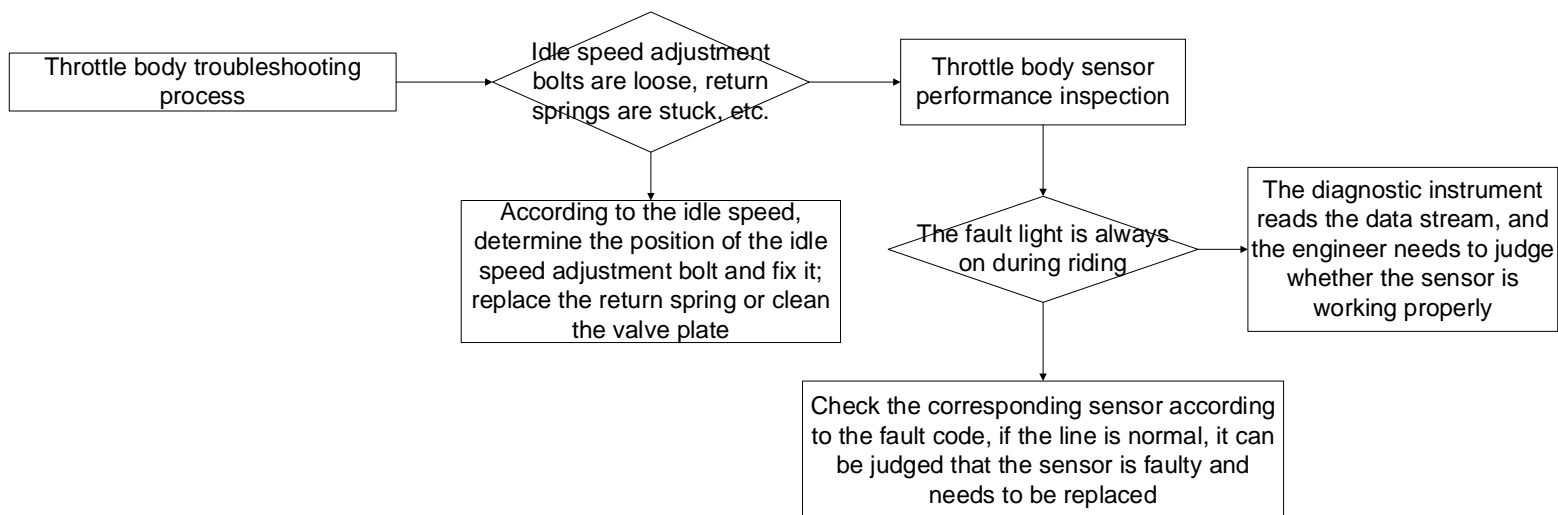 Throttle body troubleshooting
process
Idle speed adjustment
bolts are loose, return
springs are stuck, etc.
Throttle body sensor
performance inspection
According to the idle speed,
determine the position of the idle
speed adjustment bolt and fix it;
replace the return spring or clean
the valve plate
The fault light is always
on during riding
The diagnostic instrument
reads the data stream, and
the engineer needs to judge
whether the sensor is
working properly
Check the corresponding sensor according
to the fault code, if the line is normal, it can
be judged that the sensor is faulty and
needs to be replaced